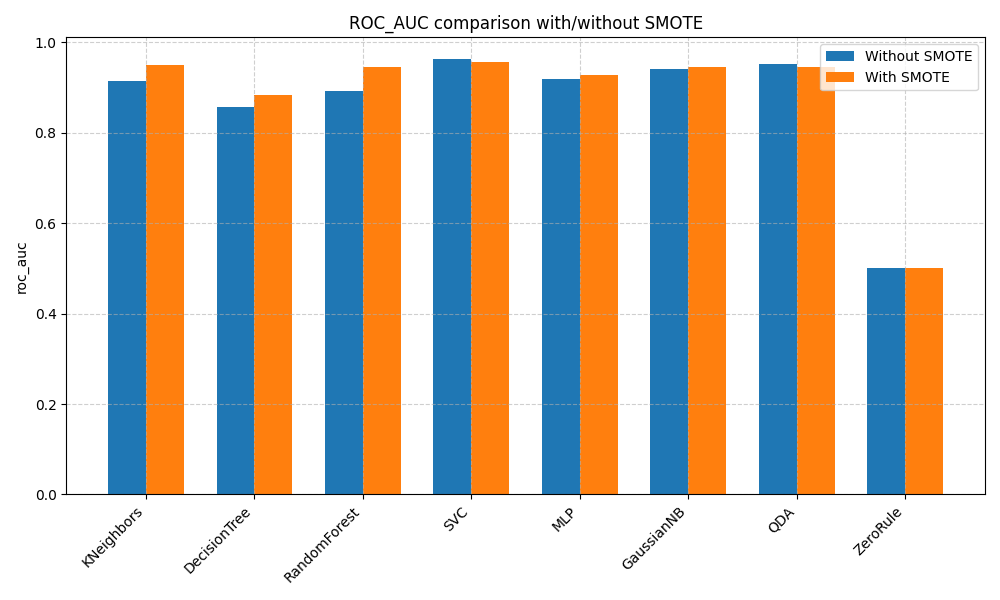 ROC_AUC comparison with/without SMOTE
Without SMOTE
With SMOTE
roc_auc
1.0
0.8
0.6
0.4
0.2
0.0
KNeighbors
DecisionTree
RandomForest
SVC
MLP
GaussianNB
QDA
ZeroRule